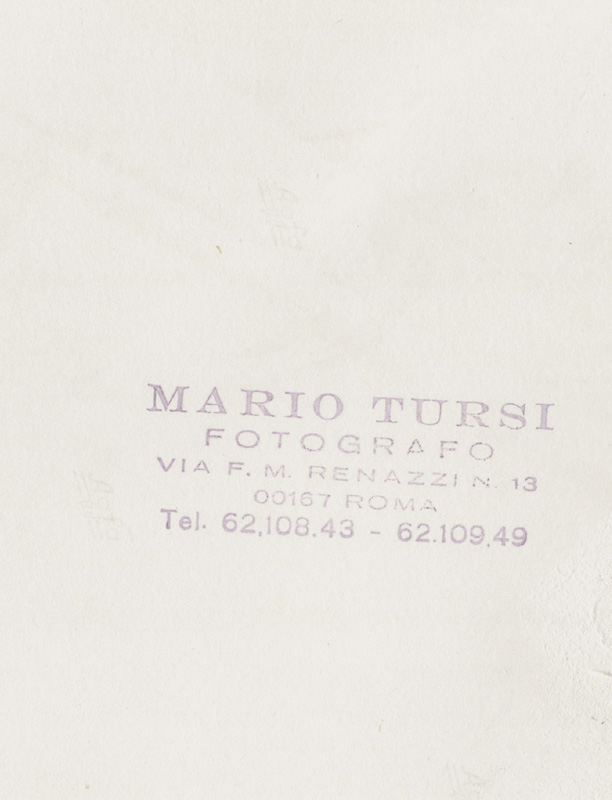 MARIO TURSI
FOTOGRAFO
VIA F. M. RENAZZI N. 13
00167 ROMA
Tel. 62.108.43 - 62.109.49